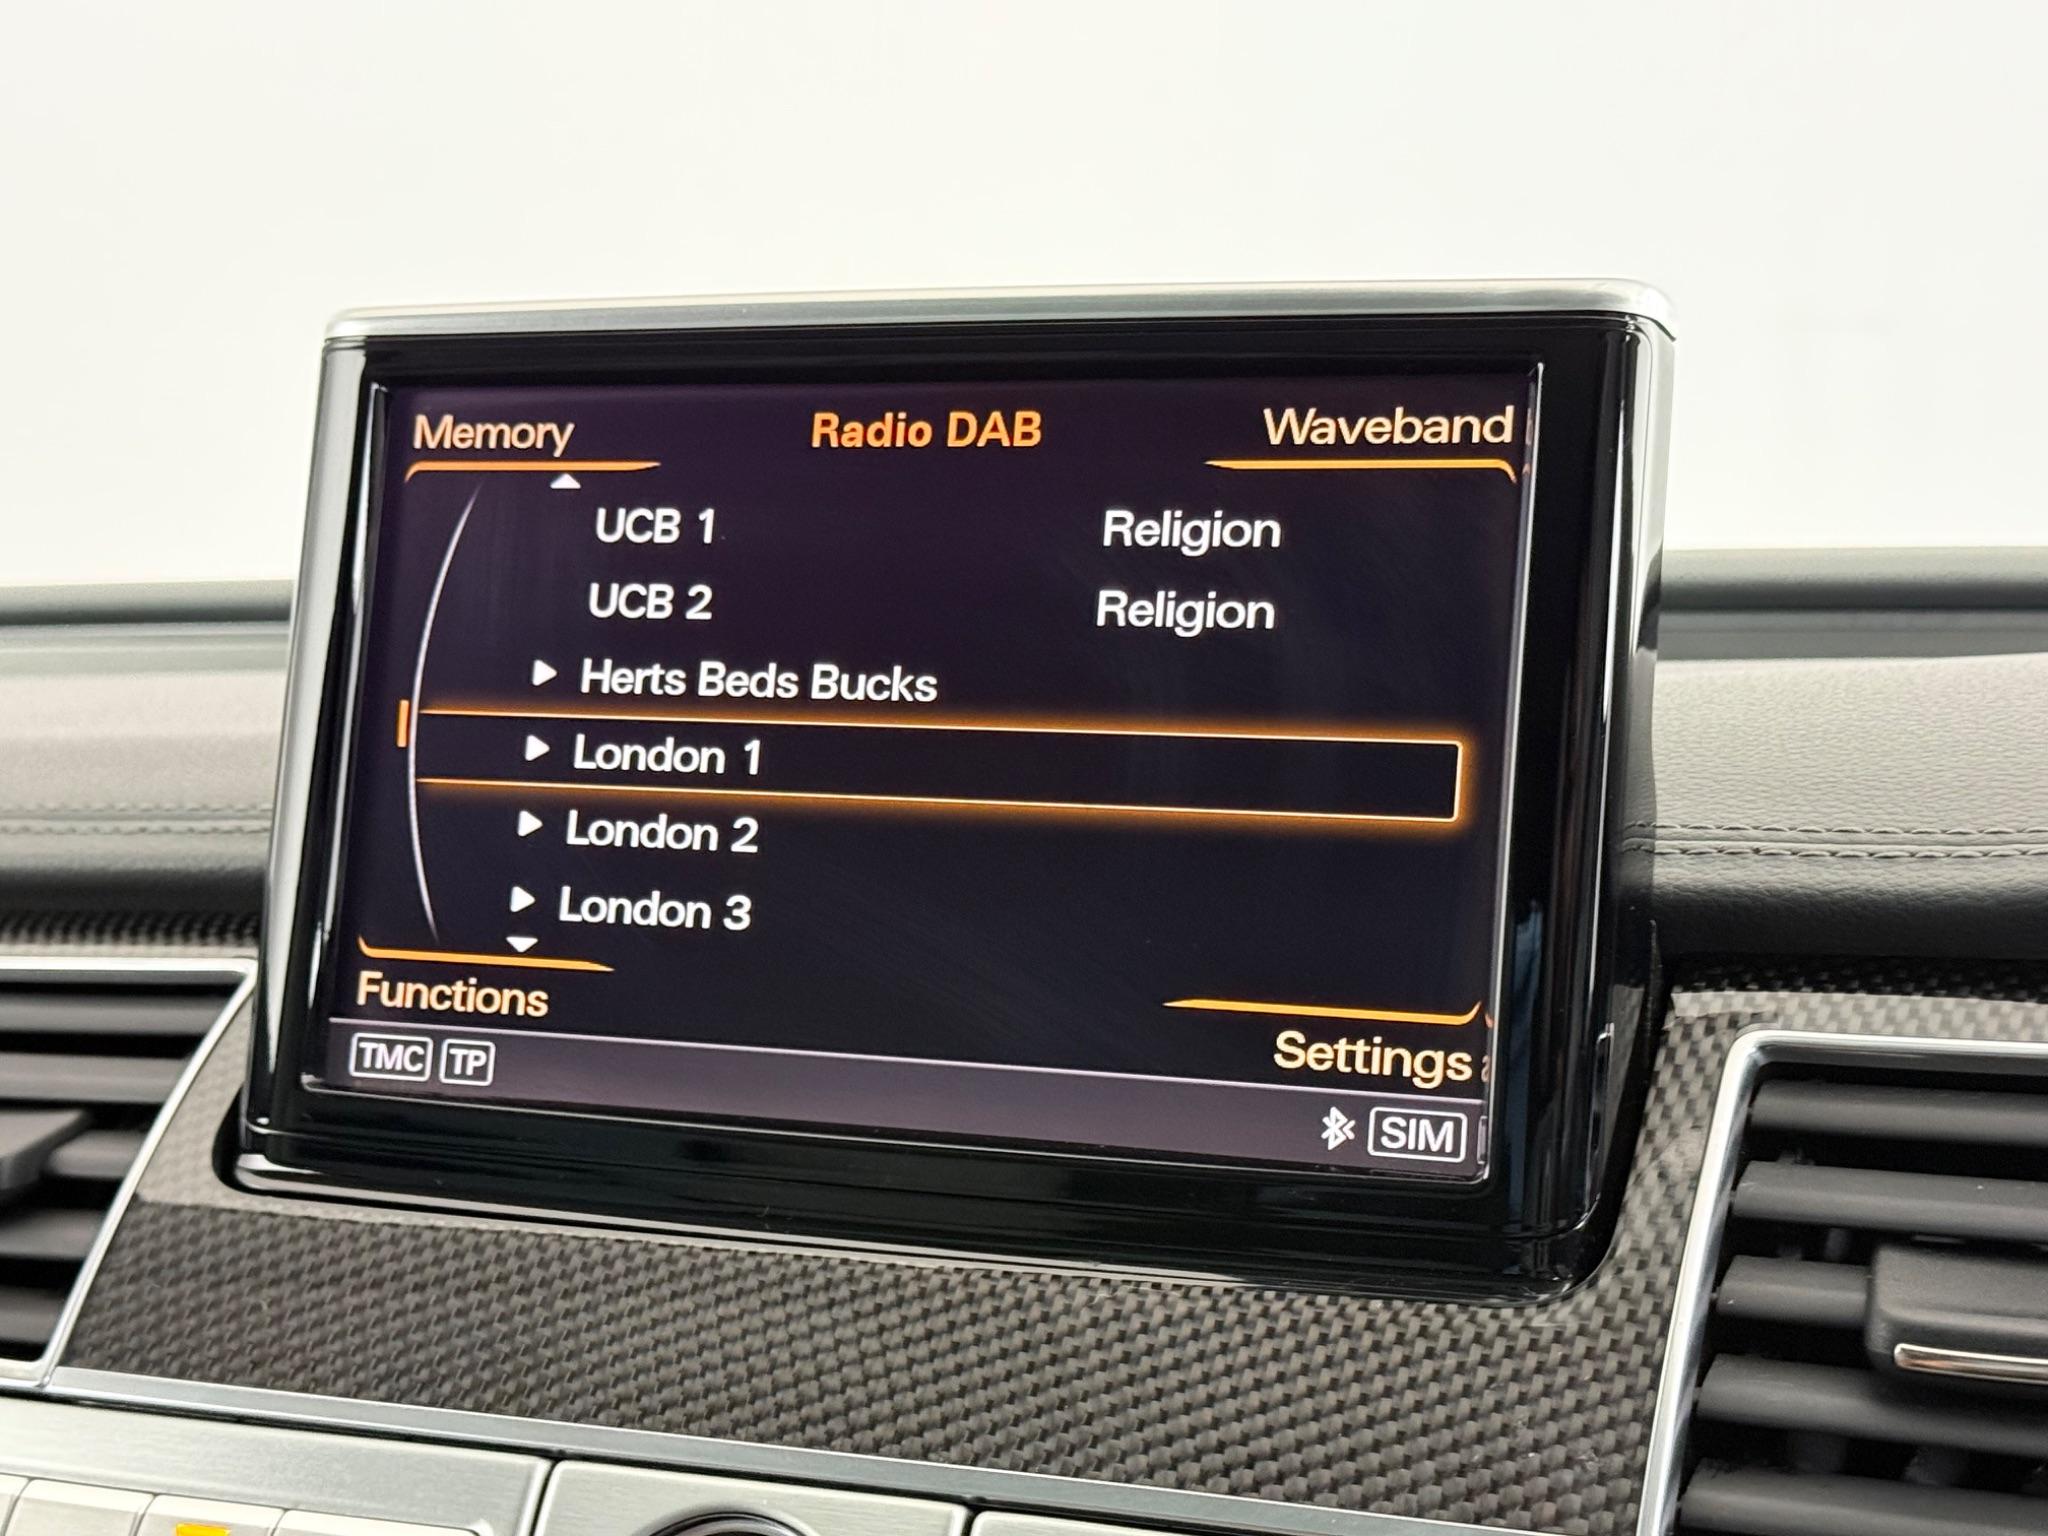 Memory Radio DAB Waveband
UCB 1 Religion
UCB 2 Religion
Herts Beds Bucks
London 1
London 2
London 3
Functions
Settings
TMC TP
SIM